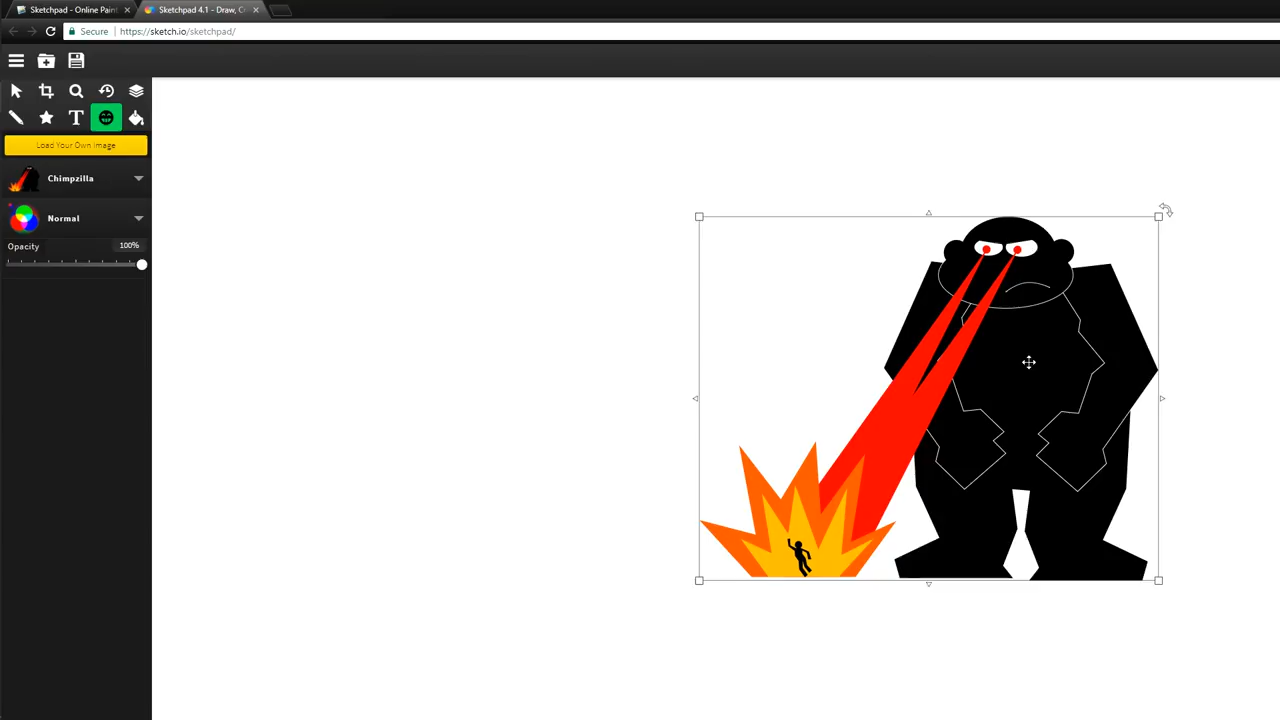 Sketchpad - Online Paint
Sketchpad 4.1 - Draw, C
Secure
https://sketch.io/sketchpad/
T
Load Your Own Image
Chimpzilla
Normal
Opacity 100%